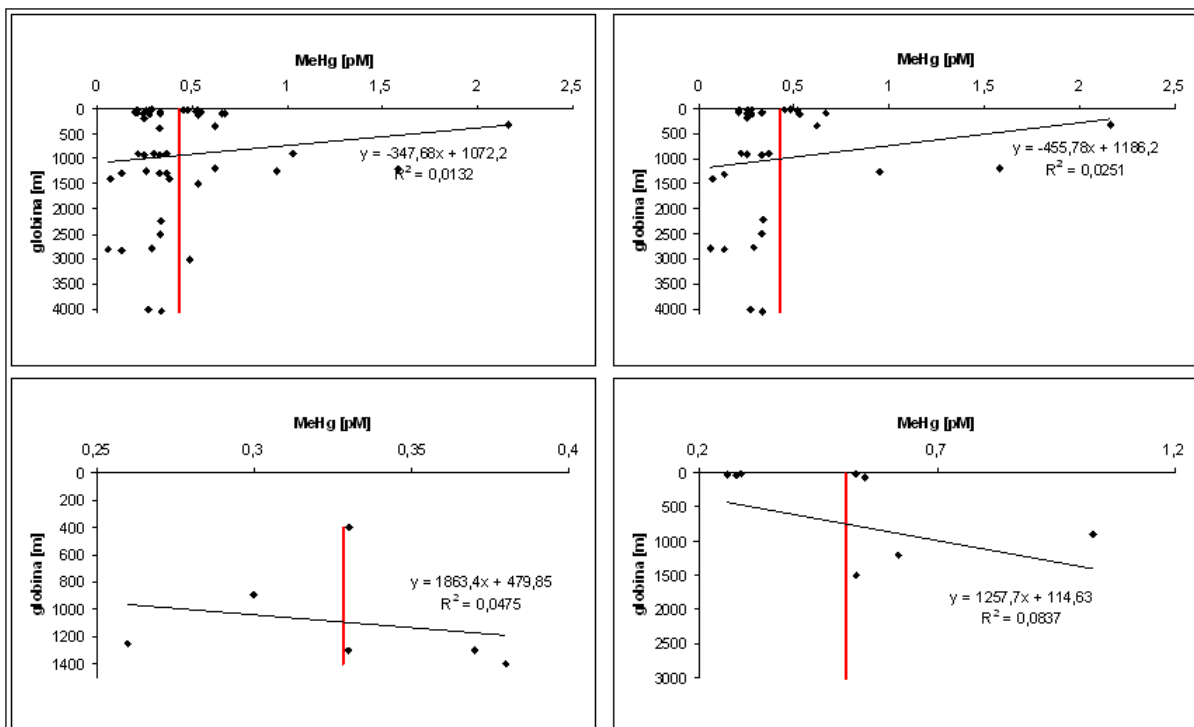 MeHg [pM]
0 0,5 1 1,5 2 2,5
globina [m]
0
500
1000
1500
2000
2500
3000
3500
4000
y = -347,68x + 1072,2
R² = 0,0132
MeHg [pM]
0 0,5 1 1,5 2 2,5
globina [m]
0
500
1000
1500
2000
2500
3000
3500
4000
y = -455,78x + 1186,2
R² = 0,0251
MeHg [pM]
0,25 0,3 0,35 0,4
globina [m]
0
200
400
600
800
1000
1200
1400
y = 1863,4x + 479,85
R² = 0,0475
MeHg [pM]
0,2 0,7 1,2
globina [m]
0
500
1000
1500
2000
2500
3000
y = 1257,7x + 114,63
R² = 0,0837